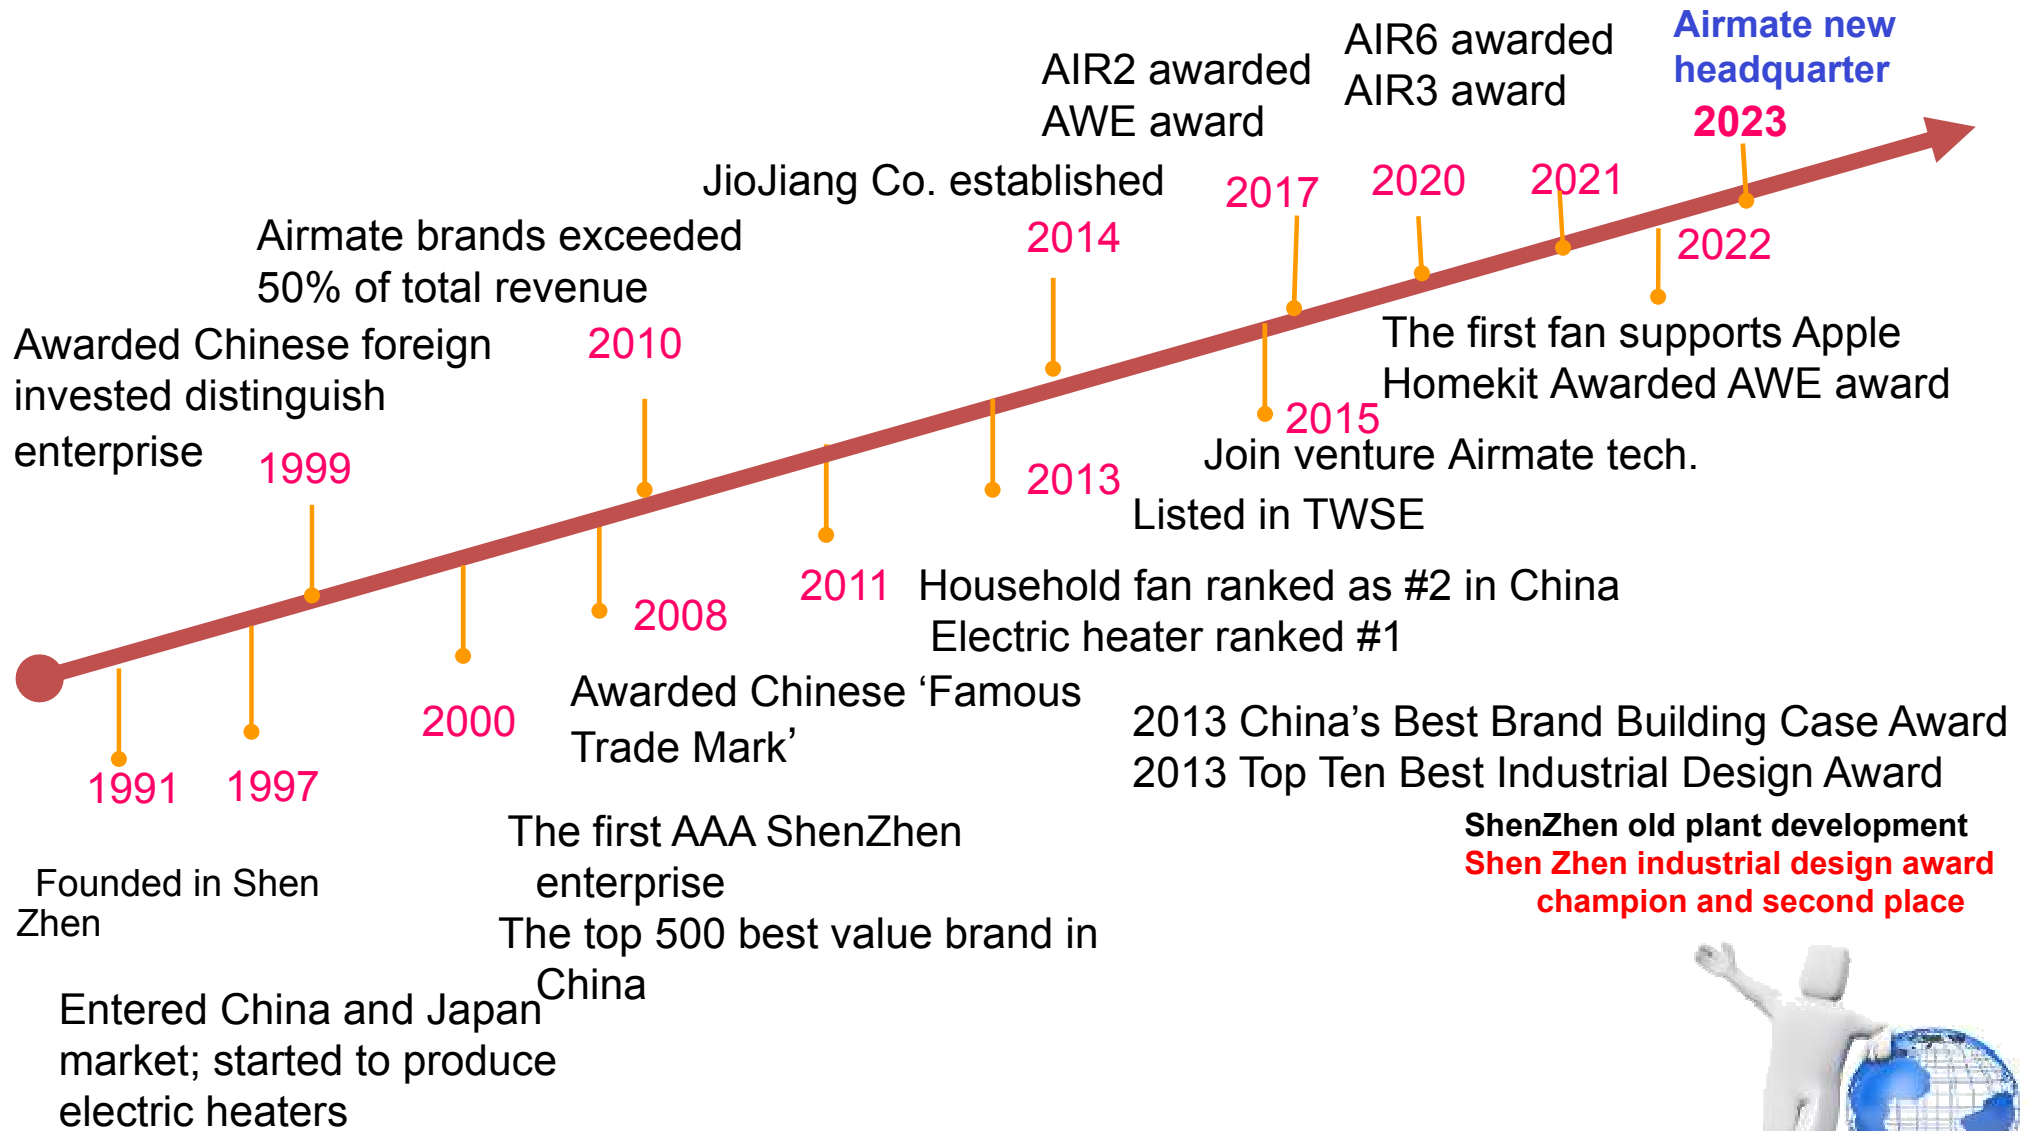 Airmate new
headquarter
2023
AIR6 awarded
AIR3 award
AIR2 awarded
AWE award
JioJiang Co. established
2017
2020
2021
2014
2022
Airmate brands exceeded
50% of total revenue
2010
Awarded Chinese foreign
invested distinguish
enterprise
1999
The first fan supports Apple
Homekit Awarded AWE award
2015
Join venture Airmate tech.
2013
Listed in TWSE
2011
Household fan ranked as #2 in China
Electric heater ranked #1
2008
Awarded Chinese ‘Famous
Trade Mark’
2000
2013 China’s Best Brand Building Case Award
2013 Top Ten Best Industrial Design Award
1991
1997
The first AAA ShenZhen
enterprise
The top 500 best value brand in
China
ShenZhen old plant development
Shen Zhen industrial design award
champion and second place
Founded in Shen
Zhen
Entered China and Japan
market; started to produce
electric heaters